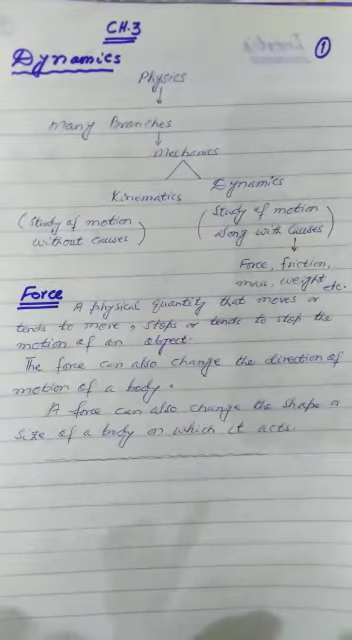 CH.3
①
Dynamics
Physics
↓
many Branches
↓
Mechanics
Kinematics
Dynamics
(Study of motion without causes)
(Study of motion along with causes)
↓
Force, friction,
mass, weight etc.
Force
A physical quantity that moves or
tends to move, stops or tends to stop the
motion of an object.
The force can also change the direction of
motion of a body.
A force can also change the shape or
size of a body on which it acts.